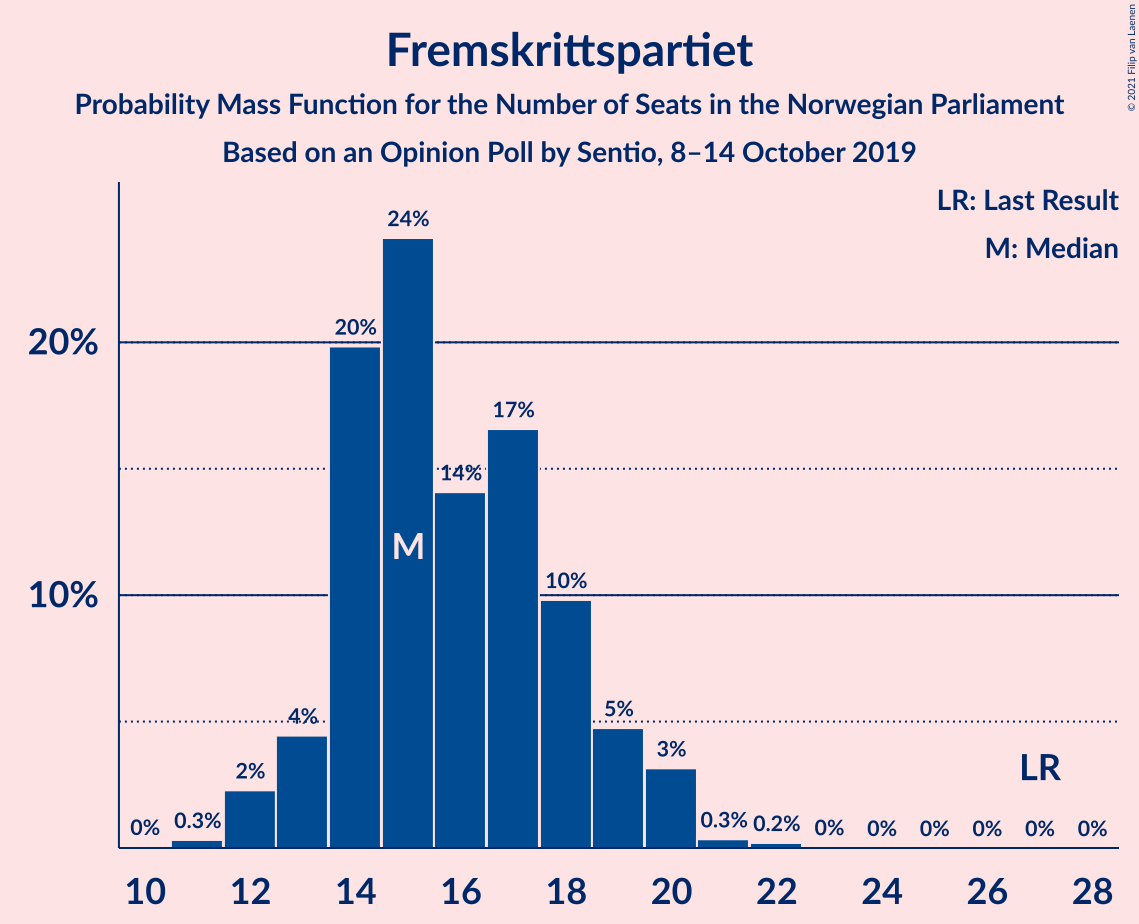 Fremskrittspartiet
Probability Mass Function for the Number of Seats in the Norwegian Parliament
Based on an Opinion Poll by Sentio, 8–14 October 2019
© 2021 Filip van Laenen
LR: Last Result
M: Median
24%
20%
20%
17%
14%
M
10%
10%
5%
4%
3%
LR
2%
0%
0.3%
0.3%
0.2%
0%
0%
0%
0%
0%
0%
10 12 14 16 18 20 22 24 26 28